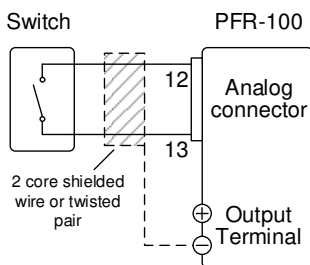 Switch
PFR-100
12
Analog
connector
13
2 core shielded
wire or twisted
pair
Output
Terminal